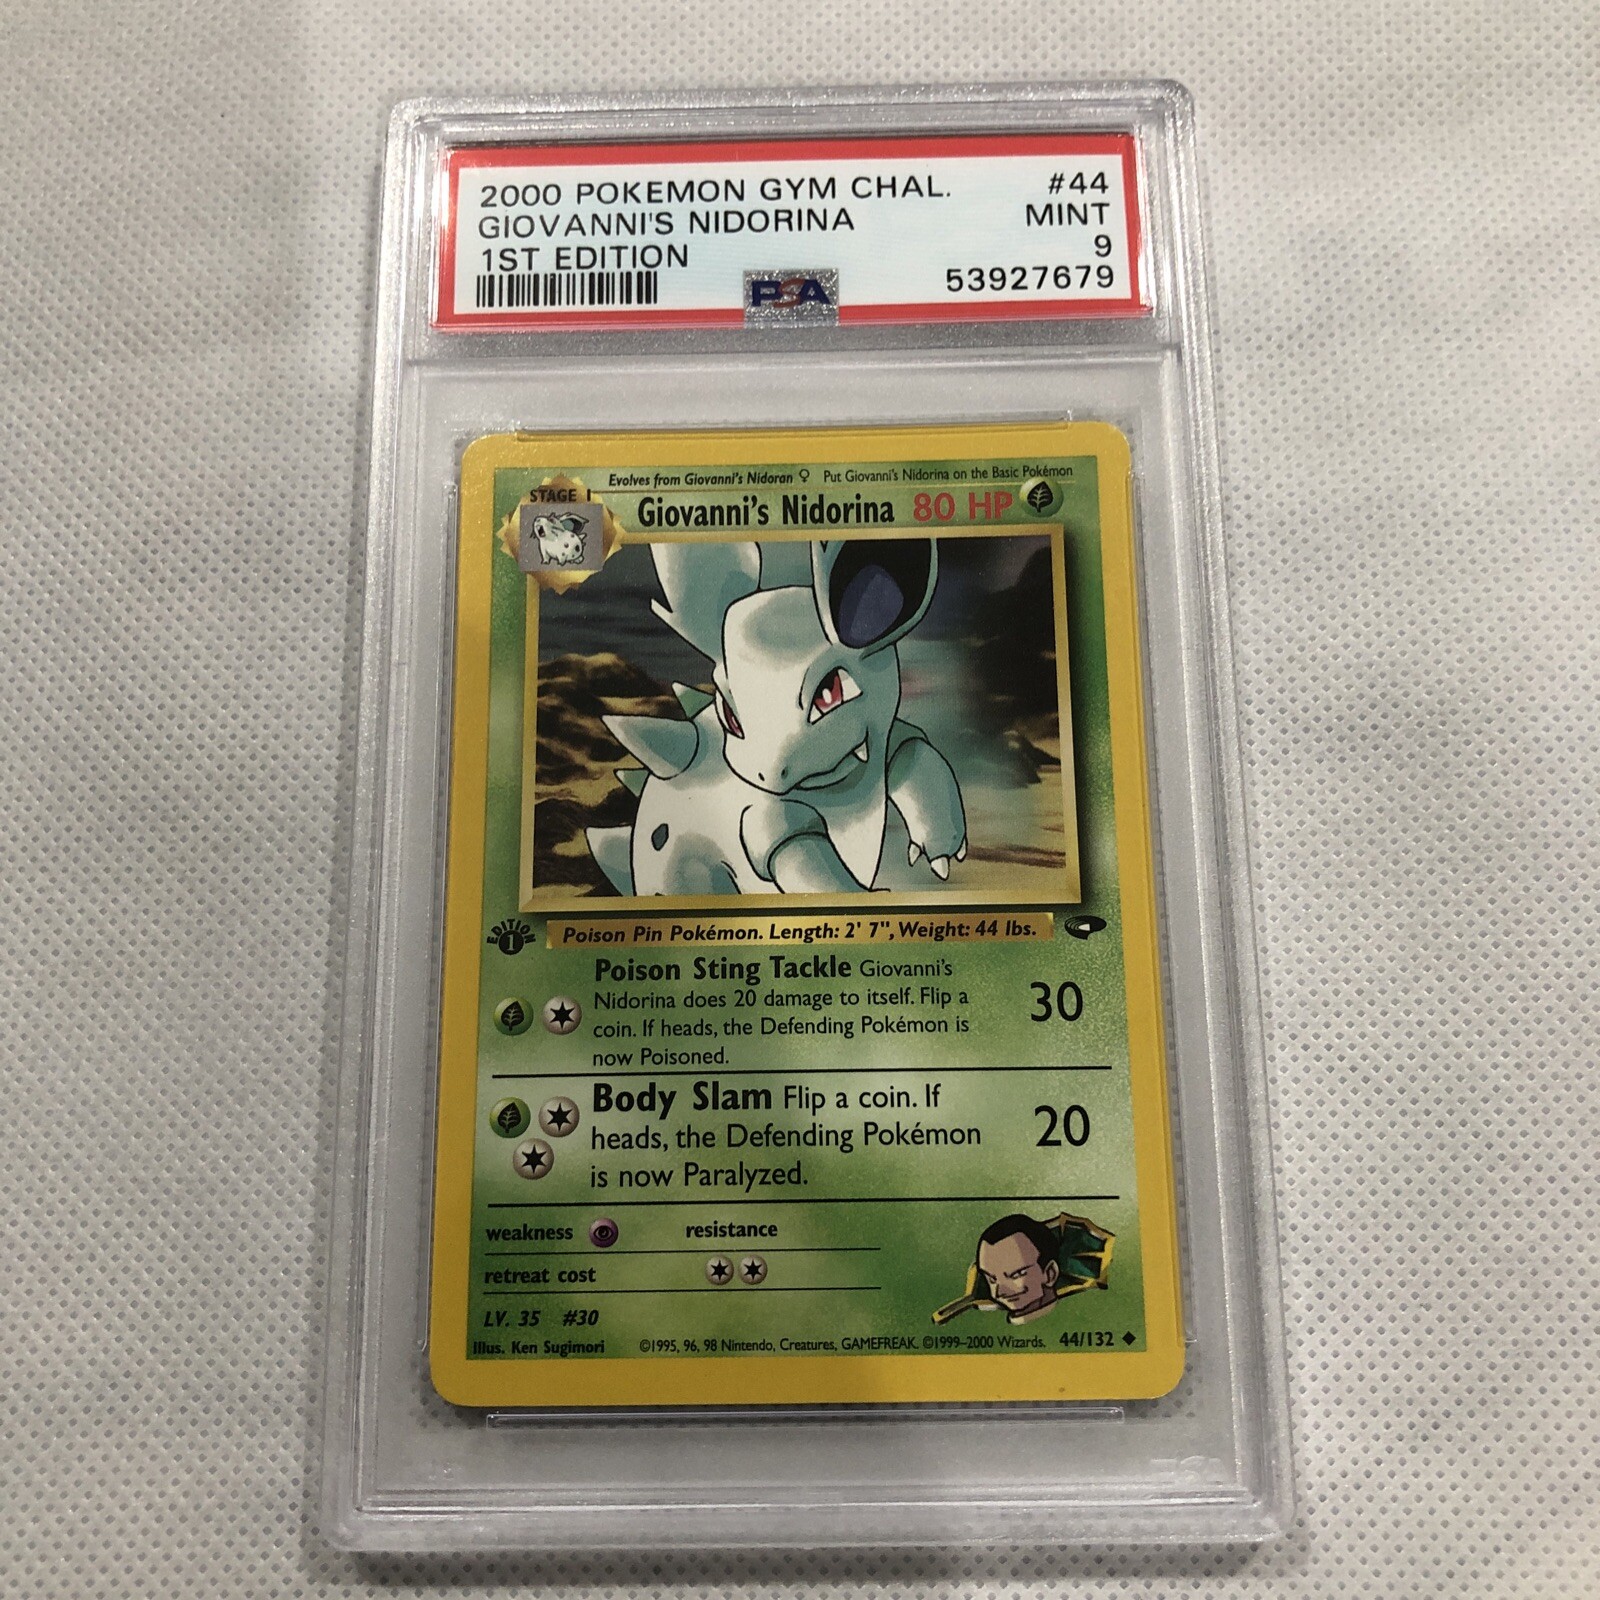 2000 POKEMON GYM CHAL. #44
GIOVANNI'S NIDORINA MINT
1ST EDITION 9
PSA 53927679
Evolves from Giovanni's Nidoran ♀ Put Giovanni's Nidorina on the Basic Pokémon
STAGE 1
Giovanni's Nidorina 80 HP
EDITION 1
Poison Pin Pokémon. Length: 2' 7", Weight: 44 lbs.
Poison Sting Tackle Giovanni's
Nidorina does 20 damage to itself. Flip a 30
coin. If heads, the Defending Pokémon is
now Poisoned.
Body Slam Flip a coin. If
heads, the Defending Pokémon 20
is now Paralyzed.
weakness resistance
retreat cost
LV. 35 #30
Illus. Ken Sugimori ©1995, 96, 98 Nintendo, Creatures, GAMEFREAK. ©1999–2000 Wizards. 44/132